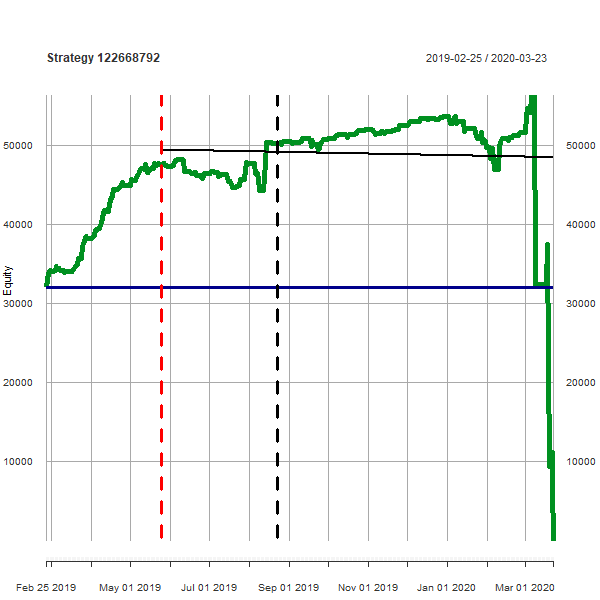 Strategy 122668792
2019-02-25 / 2020-03-23
50000
50000
40000
40000
Equity
30000
30000
20000
20000
10000
10000
Feb 25 2019
May 01 2019
Jul 01 2019
Sep 01 2019
Nov 01 2019
Jan 01 2020
Mar 01 2020